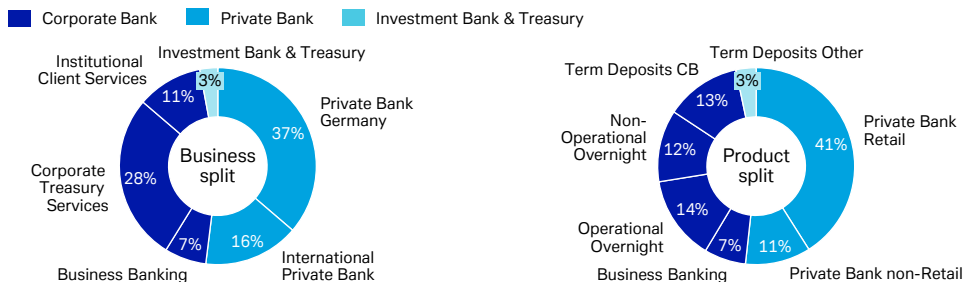 Corporate Bank Private Bank Investment Bank & Treasury
Institutional
Client Services
Investment Bank & Treasury
3%
11%
Private Bank
Germany
37%
Corporate
Treasury
Services
28%
Business
split
7%
16%
Business Banking
International
Private Bank
Term Deposits Other
Term Deposits CB
3%
13%
Non-
Operational
Overnight
12%
Private Bank
Retail
41%
Product
split
14%
Operational
Overnight
7%
11%
Business Banking
Private Bank non-Retail